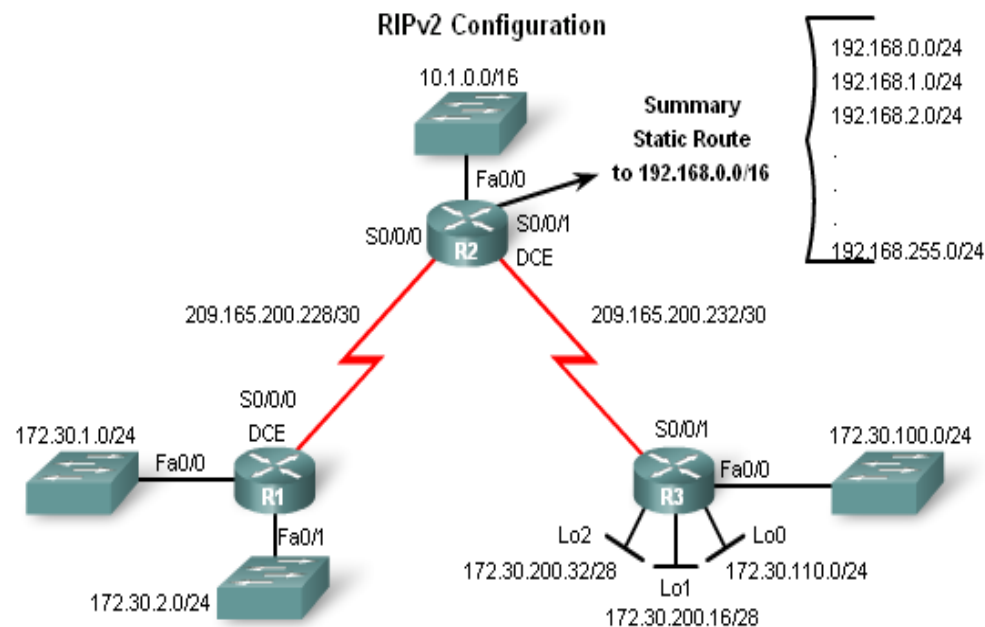 RIPv2 Configuration
10.1.0.0/16
Summary
Static Route
to 192.168.0.0/16
192.168.0.0/24
192.168.1.0/24
192.168.2.0/24
.
.
.
192.168.255.0/24
Fa0/0
S0/0/0
S0/0/1
R2
DCE
209.165.200.228/30
209.165.200.232/30
S0/0/0
DCE
172.30.1.0/24
Fa0/0
R1
Fa0/1
172.30.2.0/24
S0/0/1
172.30.100.0/24
Fa0/0
R3
Lo2
Lo0
172.30.200.32/28
172.30.110.0/24
Lo1
172.30.200.16/28